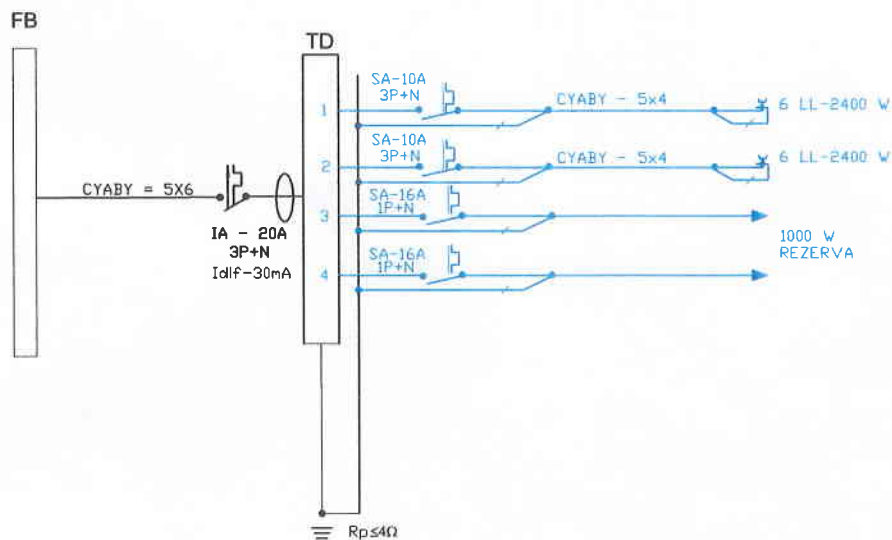 FB
TD
CYABY = 5X6
IA - 20A
3P+N
Idif-30mA
1
SA-10A
3P+N
CYABY - 5x4
6 LL-2400 W
2
SA-10A
3P+N
CYABY - 5x4
6 LL-2400 W
3
SA-16A
1P+N
1000 W
REZERVA
4
SA-16A
1P+N
Rp≤4Ω